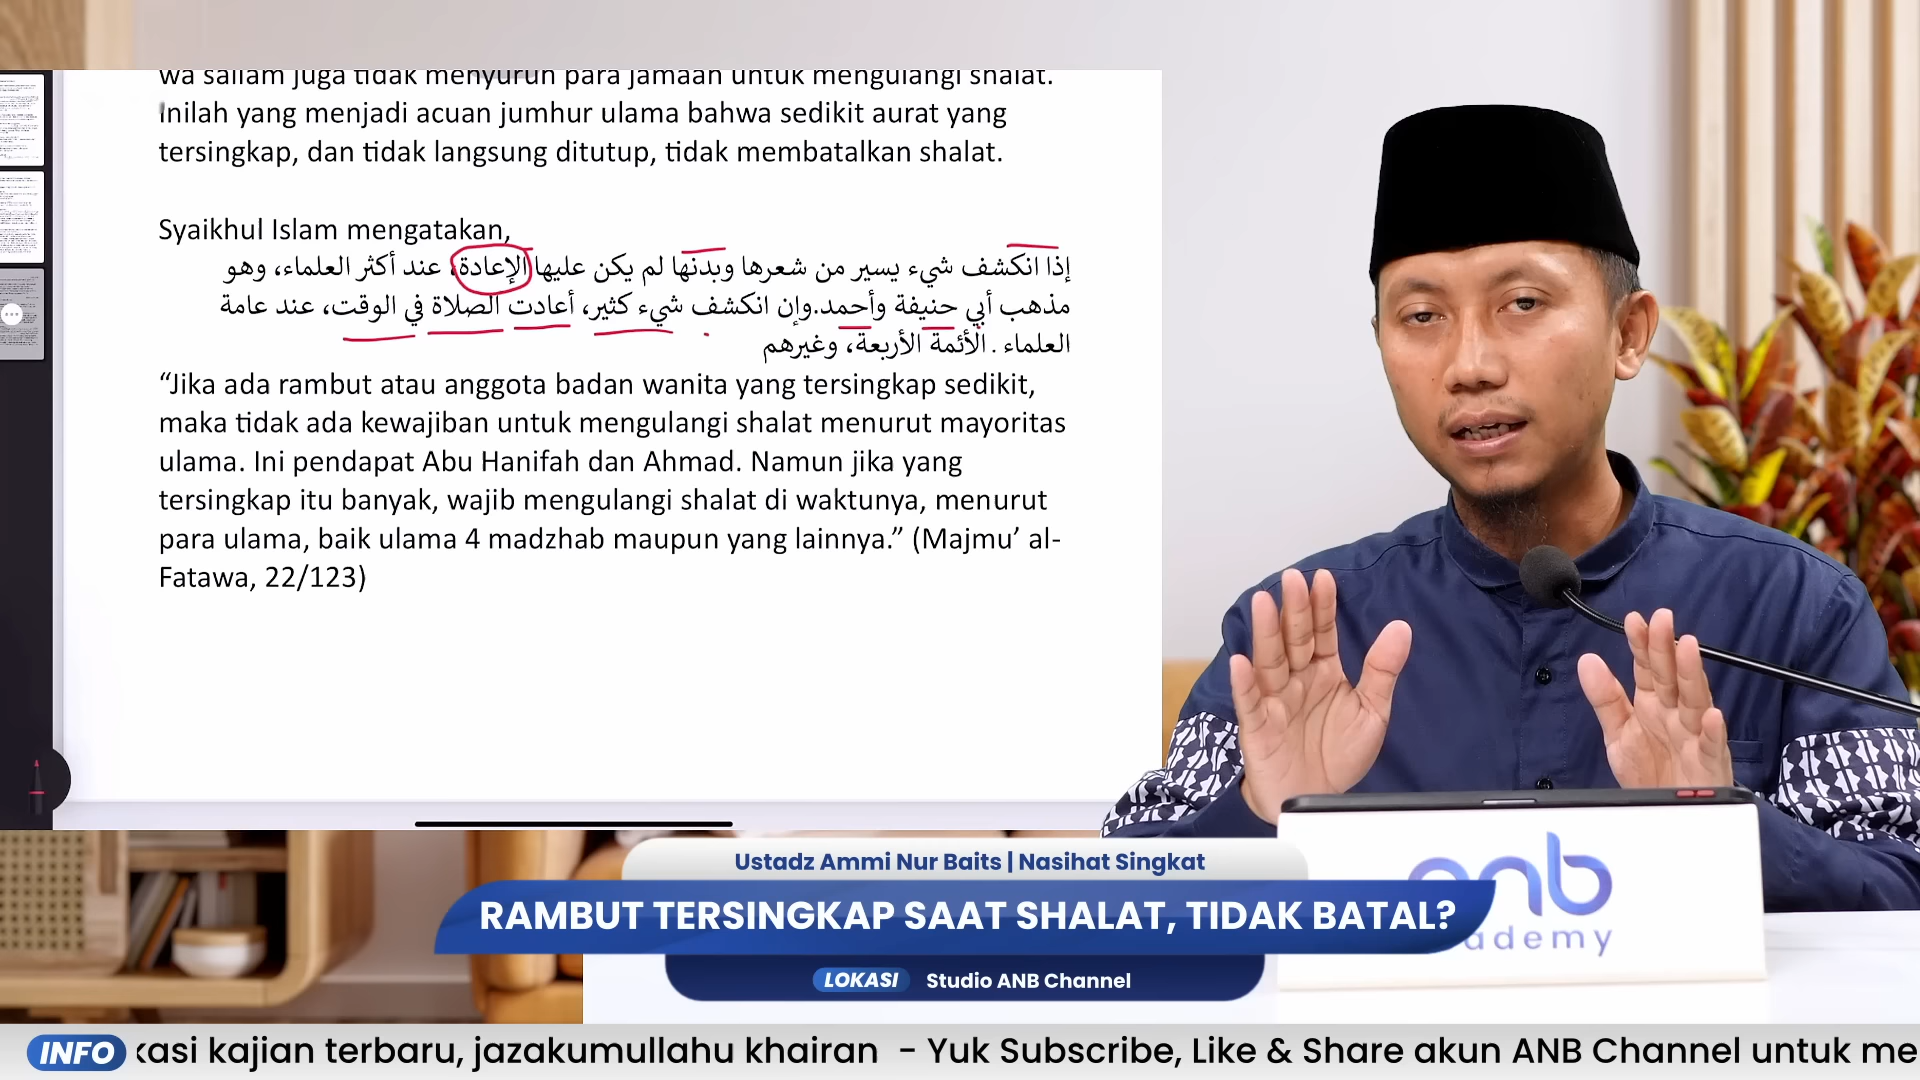 wa sallam juga tidak menyuruh para jamaah untuk mengulangi shalat.
Inilah yang menjadi acuan jumhur ulama bahwa sedikit aurat yang
tersingkap, dan tidak langsung ditutup, tidak membatalkan shalat.
Syaikhul Islam mengatakan,
إذا انكشف شيء يسير من شعرها وبدنها لم يكن عليها الإعادة، عند أكثر العلماء، وهو
مذهب أبي حنيفة وأحمد.وإن انكشف شيء كثير، أعادت الصلاة في الوقت، عند عامة
العلماء . الأئمة الأربعة، وغيرهم
“Jika ada rambut atau anggota badan wanita yang tersingkap sedikit,
maka tidak ada kewajiban untuk mengulangi shalat menurut mayoritas
ulama. Ini pendapat Abu Hanifah dan Ahmad. Namun jika yang
tersingkap itu banyak, wajib mengulangi shalat di waktunya, menurut
para ulama, baik ulama 4 madzhab maupun yang lainnya.” (Majmu’ al-
Fatawa, 22/123)
anb
ademy
Ustadz Ammi Nur Baits | Nasihat Singkat
RAMBUT TERSINGKAP SAAT SHALAT, TIDAK BATAL?
LOKASI Studio ANB Channel
INFO kasi kajian terbaru, jazakumullahu khairan - Yuk Subscribe, Like & Share akun ANB Channel untuk me